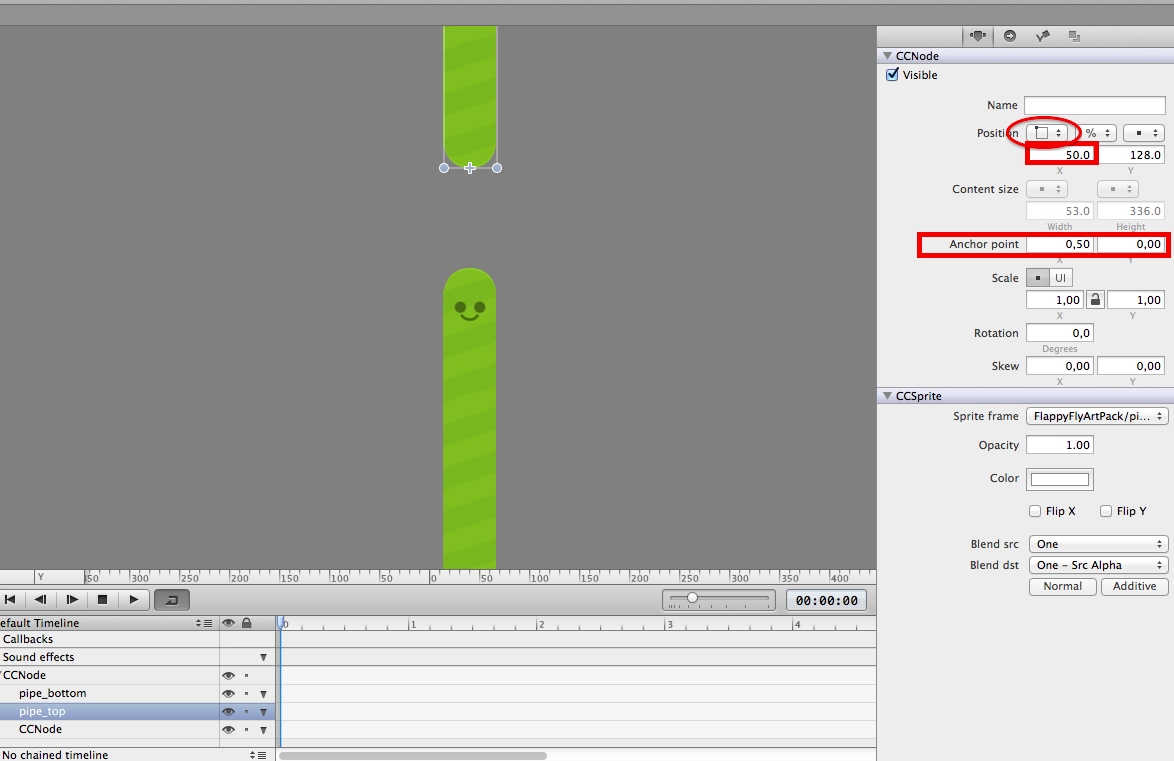 CCNode
Visible
Name
Position %
50.0 128.0
X Y
Content size
53.0 336.0
Width Height
Anchor point 0,50 0,00
X Y
Scale UI
1,00 1,00
X Y
Rotation 0,0
Degrees
Skew 0,00 0,00
X Y
CCSprite
Sprite frame FlappyFlyArtPack/pi...
Opacity 1.00
Color
Flip X Flip Y
Blend src One
Blend dst One - Src Alpha
Normal Additive
Y 350 300 250 200 150 100 50 0 50 100 150 200 250 300 350 400
00:00:00
efault Timeline 0 1 2 3 4
Callbacks
Sound effects
CCNode
pipe_bottom
pipe_top
CCNode
No chained timeline